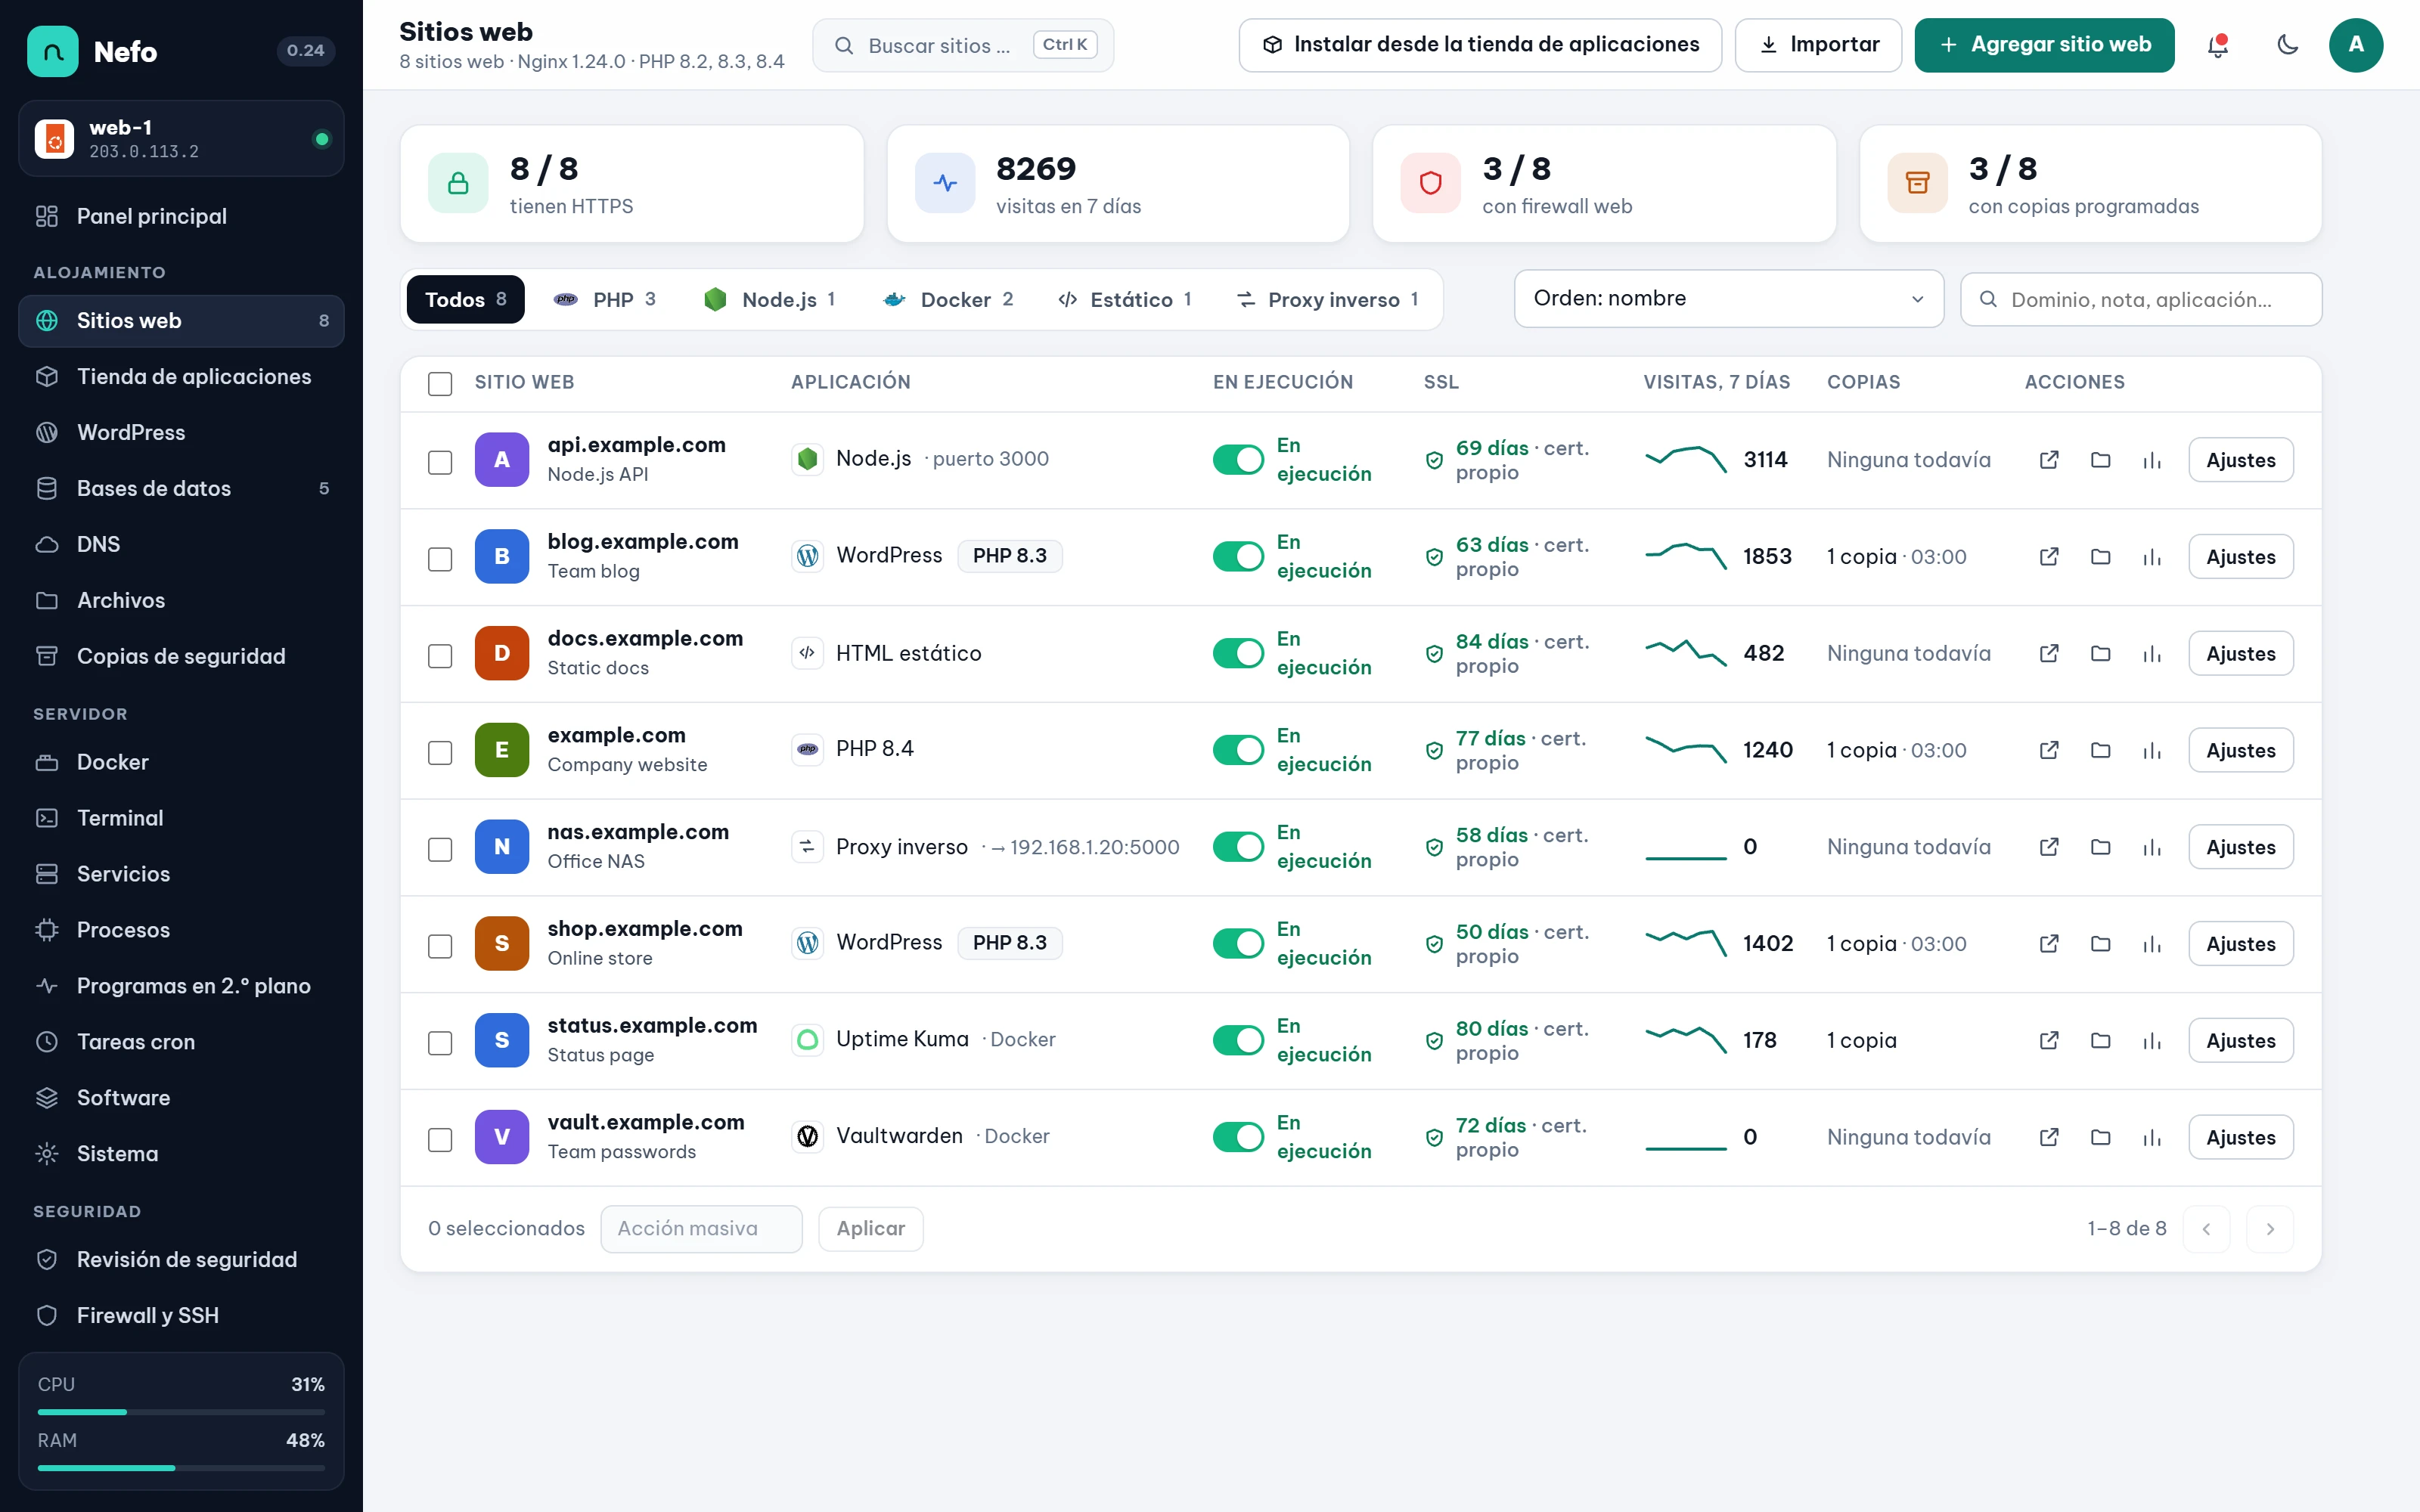 Nefo
0.24
web-1
203.0.113.2
Panel principal
ALOJAMIENTO
Sitios web 8
Tienda de aplicaciones
WordPress
Bases de datos 5
DNS
Archivos
Copias de seguridad
SERVIDOR
Docker
Terminal
Servicios
Procesos
Programas en 2.º plano
Tareas cron
Software
Sistema
SEGURIDAD
Revisión de seguridad
Firewall y SSH
CPU 31%
RAM 48%
Sitios web
8 sitios web · Nginx 1.24.0 · PHP 8.2, 8.3, 8.4
Buscar sitios ... Ctrl K
Instalar desde la tienda de aplicaciones
Importar
+ Agregar sitio web
A
8 / 8
tienen HTTPS
8269
visitas en 7 días
3 / 8
con firewall web
3 / 8
con copias programadas
Todos 8
php PHP 3
Node.js 1
Docker 2
</> Estático 1
Proxy inverso 1
Orden: nombre
Dominio, nota, aplicación...
SITIO WEB APLICACIÓN EN EJECUCIÓN SSL VISITAS, 7 DÍAS COPIAS ACCIONES
A
api.example.com
Node.js API
Node.js · puerto 3000
En
ejecución
69 días · cert.
propio
3114
Ninguna todavía
Ajustes
B
blog.example.com
Team blog
WordPress PHP 8.3
En
ejecución
63 días · cert.
propio
1853
1 copia · 03:00
Ajustes
D
docs.example.com
Static docs
</> HTML estático
En
ejecución
84 días · cert.
propio
482
Ninguna todavía
Ajustes
E
example.com
Company website
php PHP 8.4
En
ejecución
77 días · cert.
propio
1240
1 copia · 03:00
Ajustes
N
nas.example.com
Office NAS
Proxy inverso · → 192.168.1.20:5000
En
ejecución
58 días · cert.
propio
0
Ninguna todavía
Ajustes
S
shop.example.com
Online store
WordPress PHP 8.3
En
ejecución
50 días · cert.
propio
1402
1 copia · 03:00
Ajustes
S
status.example.com
Status page
Uptime Kuma · Docker
En
ejecución
80 días · cert.
propio
178
1 copia
Ajustes
V
vault.example.com
Team passwords
Vaultwarden · Docker
En
ejecución
72 días · cert.
propio
0
Ninguna todavía
Ajustes
0 seleccionados
Acción masiva
Aplicar
1–8 de 8